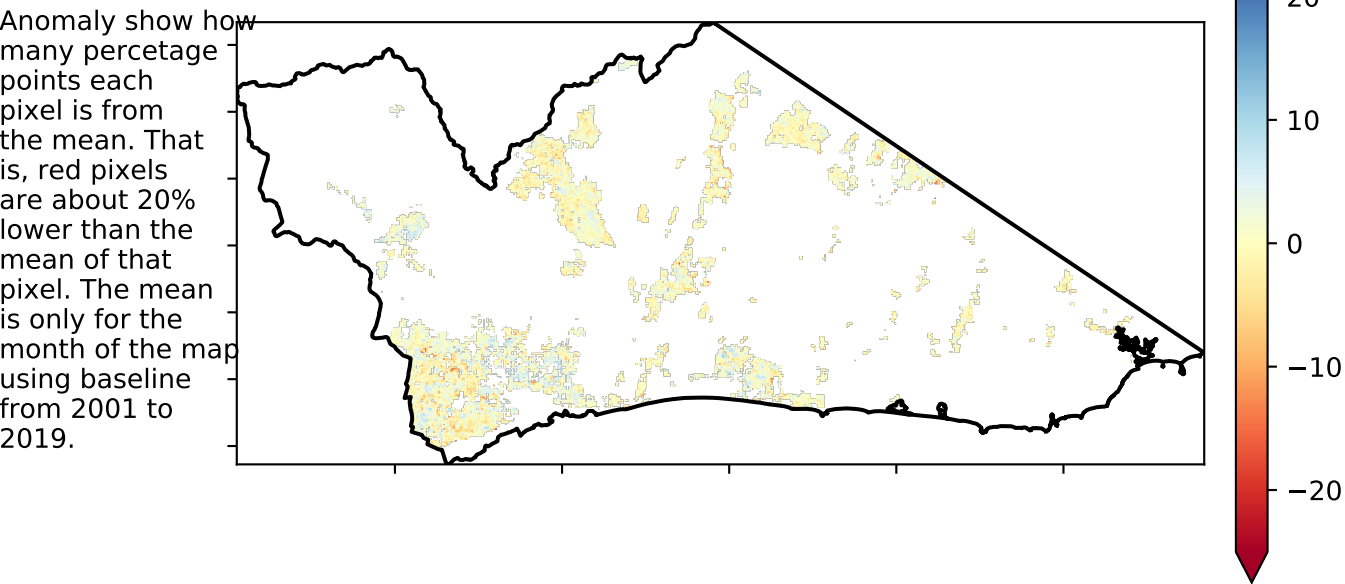 Anomaly show how
many percetage
points each
pixel is from
the mean. That
is, red pixels
are about 20%
lower than the
mean of that
pixel. The mean
is only for the
month of the map
using baseline
from 2001 to
2019.
20
10
0
−10
−20